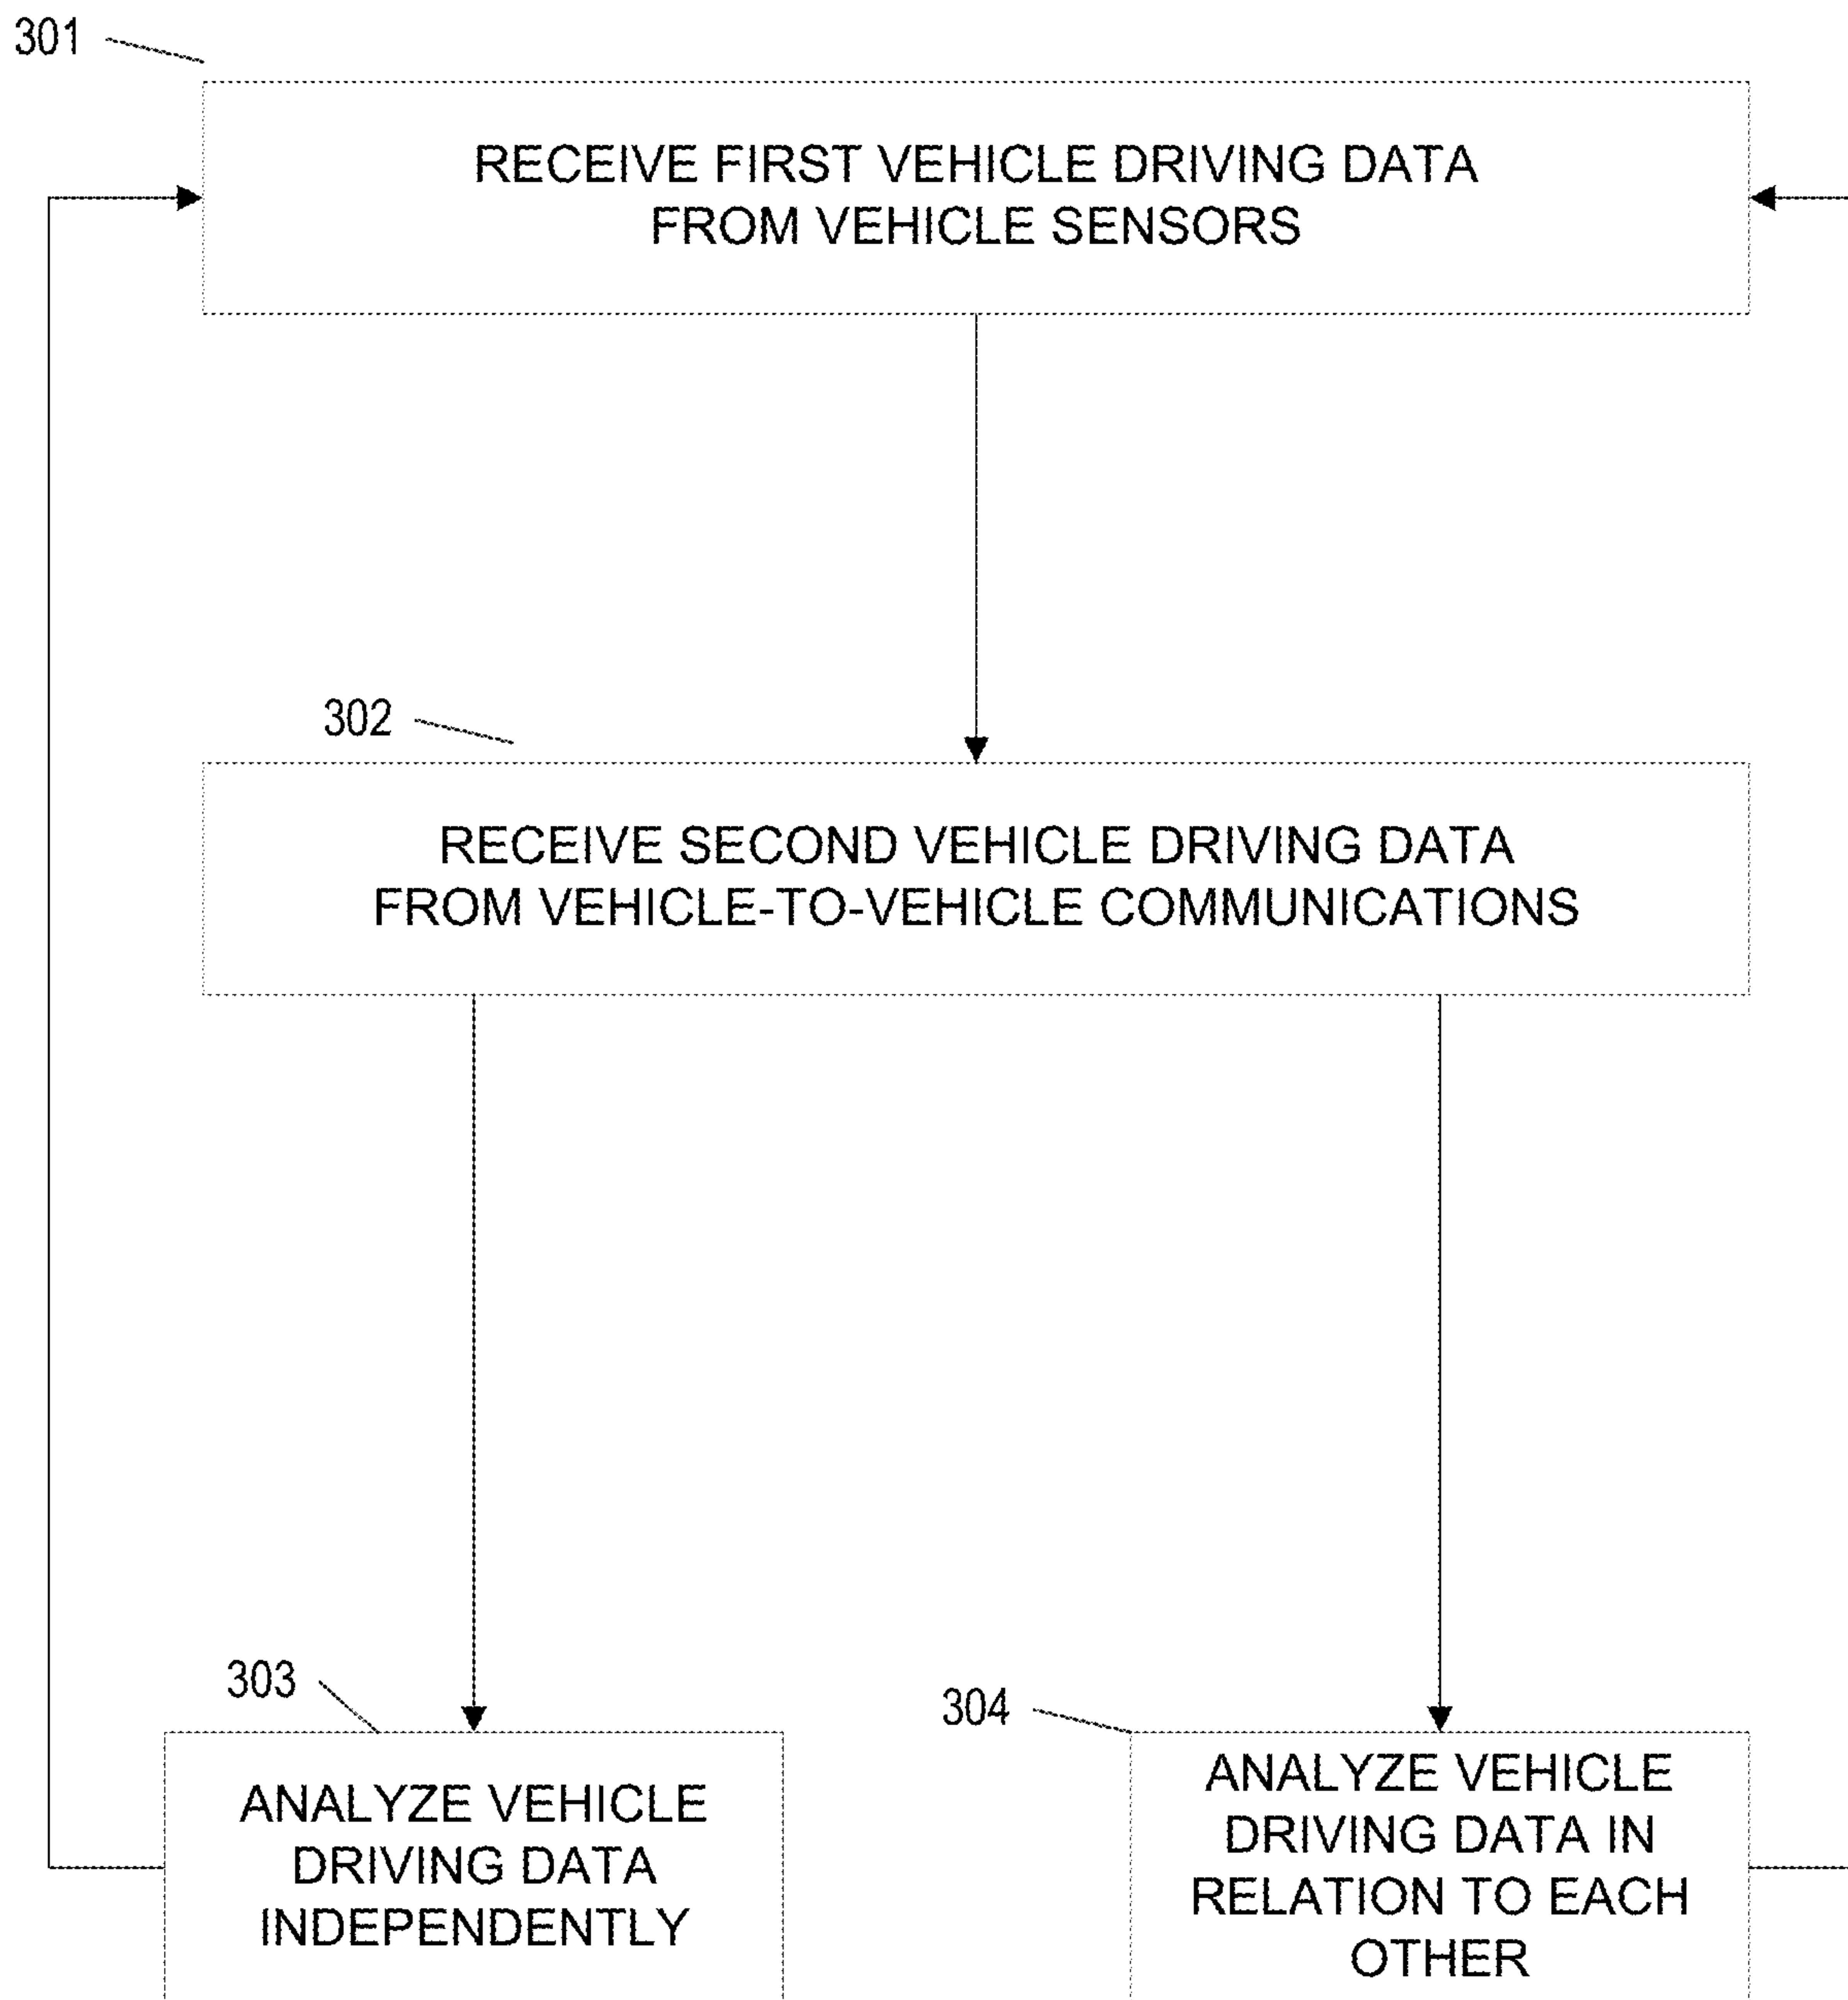 301
RECEIVE FIRST VEHICLE DRIVING DATA
FROM VEHICLE SENSORS
302
RECEIVE SECOND VEHICLE DRIVING DATA
FROM VEHICLE-TO-VEHICLE COMMUNICATIONS
303
ANALYZE VEHICLE
DRIVING DATA
INDEPENDENTLY
304
ANALYZE VEHICLE
DRIVING DATA IN
RELATION TO EACH
OTHER